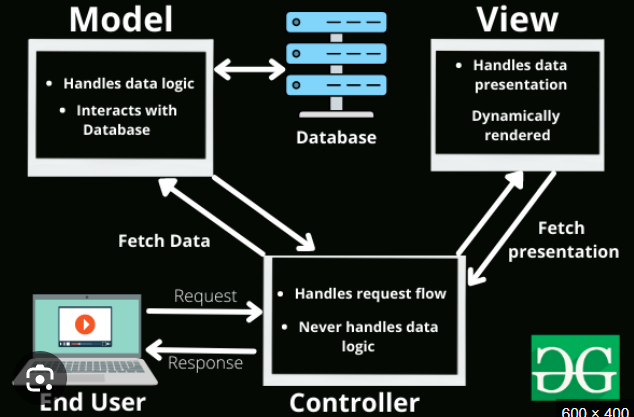 Model
View
• Handles data logic
• Interacts with
Database
Database
• Handles data
presentation
Dynamically
rendered
Fetch Data
Fetch
presentation
Request
Response
• Handles request flow
• Never handles data
logic
End User
Controller
GG
600 × 400